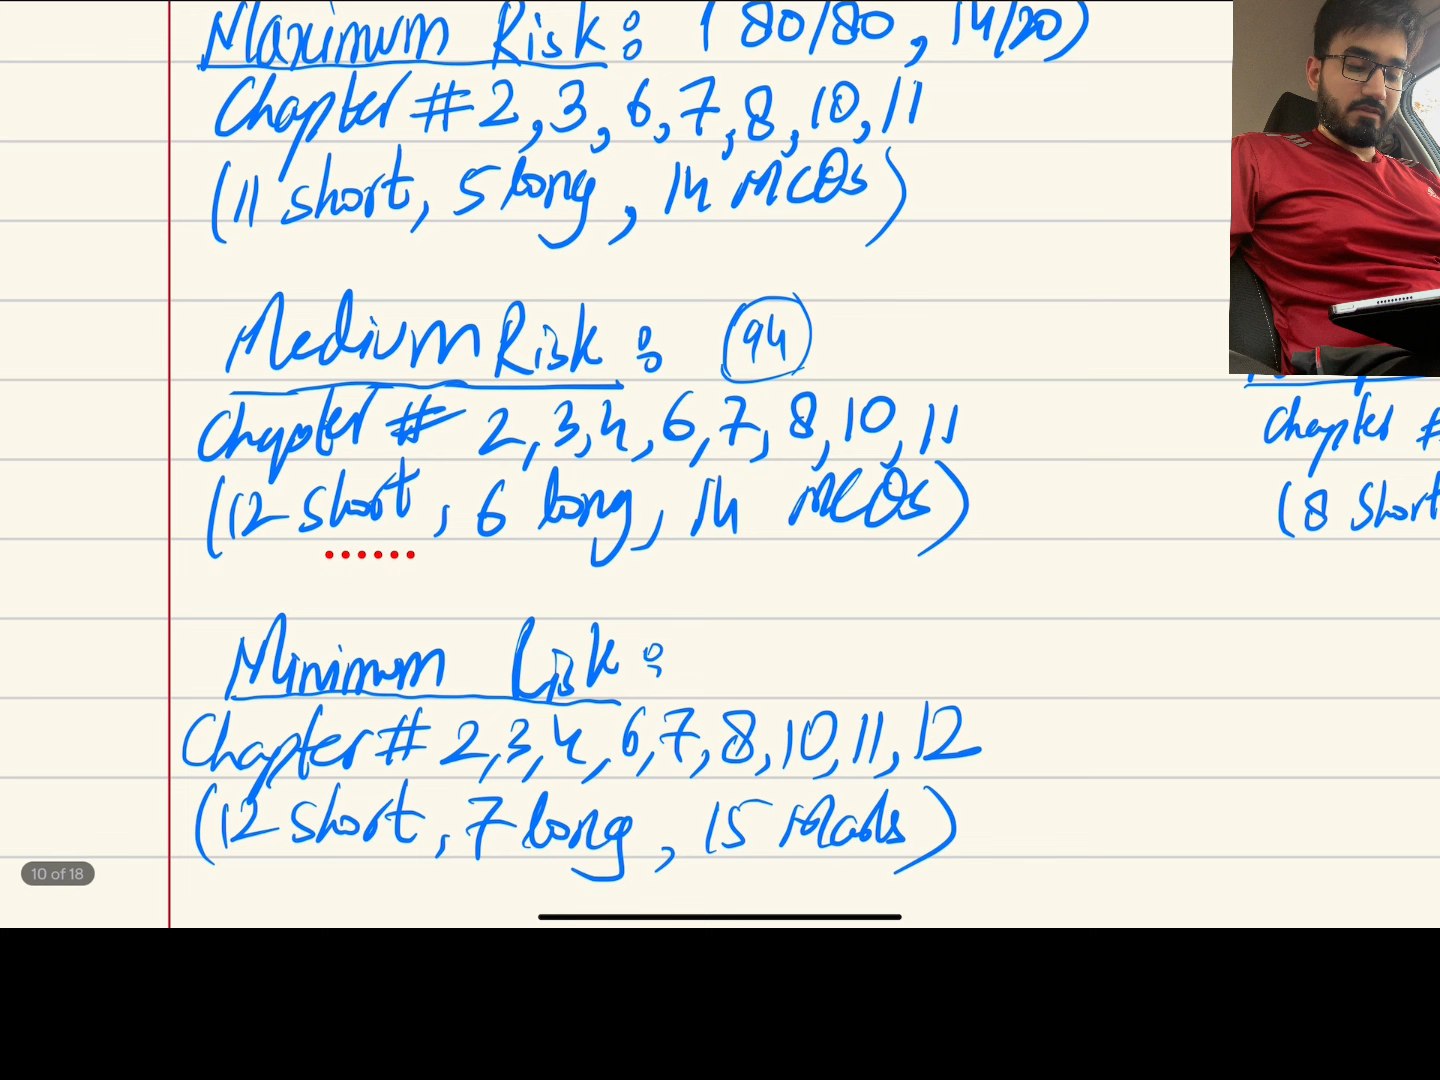 Maximum Risk: (80/80, 14/20)
Chapter # 2, 3, 6, 7, 8, 10, 11
(11 short, 5 long, 14 MCQs)
Medium Risk: 94
Chapter # 2, 3, 4, 6, 7, 8, 10, 11
(12 short, 6 long, 14 MCQs)
Chapter #
(8 Short
Minimum Risk:
Chapter # 2, 3, 4, 6, 7, 8, 10, 11, 12
(12 short, 7 long, 15
10 of 18